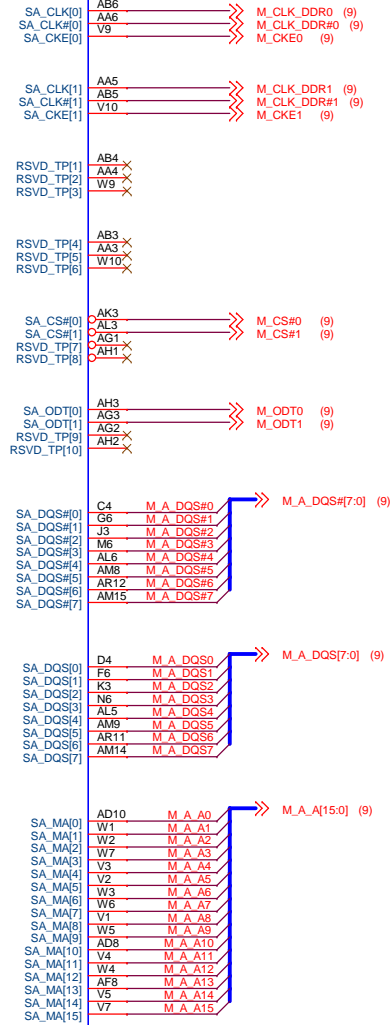 SA_CLK[0] AB6 M_CLK_DDR0 (9)
SA_CLK#[0] AA6 M_CLK_DDR#0 (9)
SA_CKE[0] V9 M_CKE0 (9)
SA_CLK[1] AA5 M_CLK_DDR1 (9)
SA_CLK#[1] AB5 M_CLK_DDR#1 (9)
SA_CKE[1] V10 M_CKE1 (9)
RSVD_TP[1] AB4
RSVD_TP[2] AA4
RSVD_TP[3] W9
RSVD_TP[4] AB3
RSVD_TP[5] AA3
RSVD_TP[6] W10
SA_CS#[0] AK3 M_CS#0 (9)
SA_CS#[1] AL3 M_CS#1 (9)
RSVD_TP[7] AG1
RSVD_TP[8] AH1
SA_ODT[0] AH3 M_ODT0 (9)
SA_ODT[1] AG3 M_ODT1 (9)
RSVD_TP[9] AG2
RSVD_TP[10] AH2
M_A_DQS#[7:0] (9)
SA_DQS#[0] C4 M_A_DQS#0
SA_DQS#[1] G6 M_A_DQS#1
SA_DQS#[2] J3 M_A_DQS#2
SA_DQS#[3] M6 M_A_DQS#3
SA_DQS#[4] AL6 M_A_DQS#4
SA_DQS#[5] AM8 M_A_DQS#5
SA_DQS#[6] AR12 M_A_DQS#6
SA_DQS#[7] AM15 M_A_DQS#7
M_A_DQS[7:0] (9)
SA_DQS[0] D4 M_A_DQS0
SA_DQS[1] F6 M_A_DQS1
SA_DQS[2] K3 M_A_DQS2
SA_DQS[3] N6 M_A_DQS3
SA_DQS[4] AL5 M_A_DQS4
SA_DQS[5] AM9 M_A_DQS5
SA_DQS[6] AR11 M_A_DQS6
SA_DQS[7] AM14 M_A_DQS7
M_A_A[15:0] (9)
SA_MA[0] AD10 M_A_A0
SA_MA[1] W1 M_A_A1
SA_MA[2] W2 M_A_A2
SA_MA[3] W7 M_A_A3
SA_MA[4] V3 M_A_A4
SA_MA[5] V2 M_A_A5
SA_MA[6] W3 M_A_A6
SA_MA[7] W6 M_A_A7
SA_MA[8] V1 M_A_A8
SA_MA[9] W5 M_A_A9
SA_MA[10] AD8 M_A_A10
SA_MA[11] V4 M_A_A11
SA_MA[12] W4 M_A_A12
SA_MA[13] AF8 M_A_A13
SA_MA[14] V5 M_A_A14
SA_MA[15] V7 M_A_A15